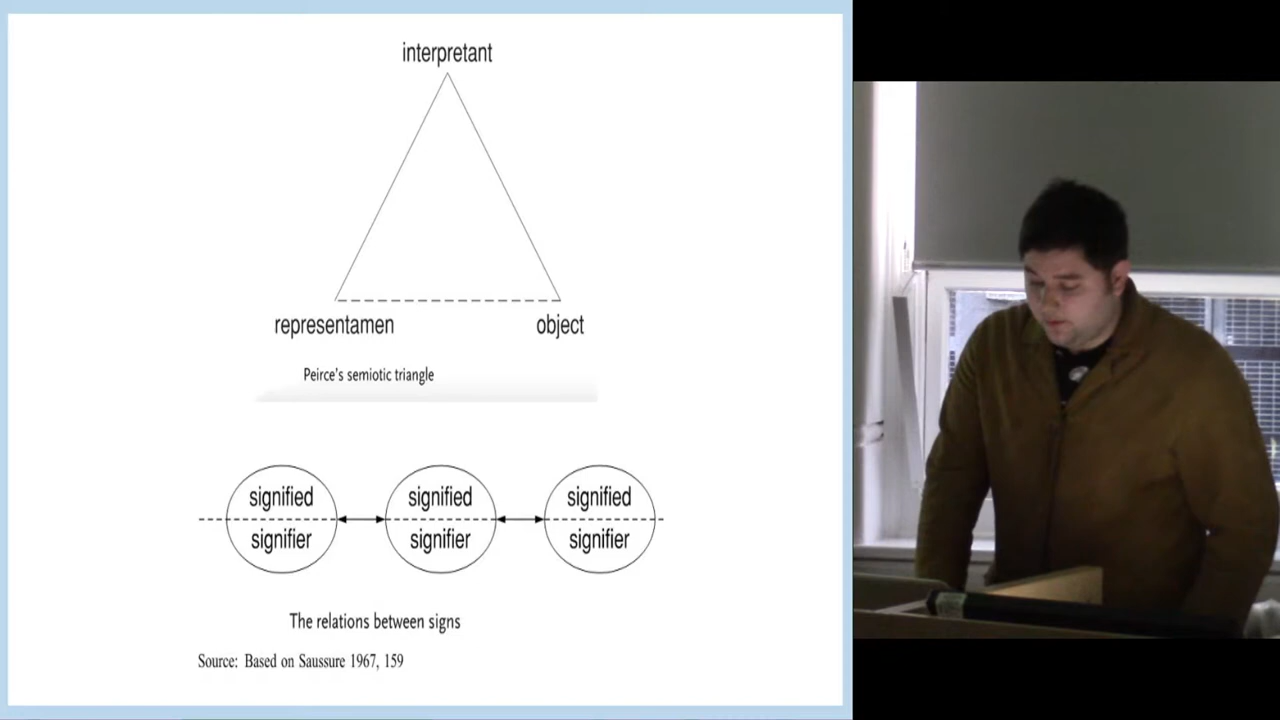 interpretant
representamen object
Peirce's semiotic triangle
signified signified signified
signifier signifier signifier
The relations between signs
Source: Based on Saussure 1967, 159